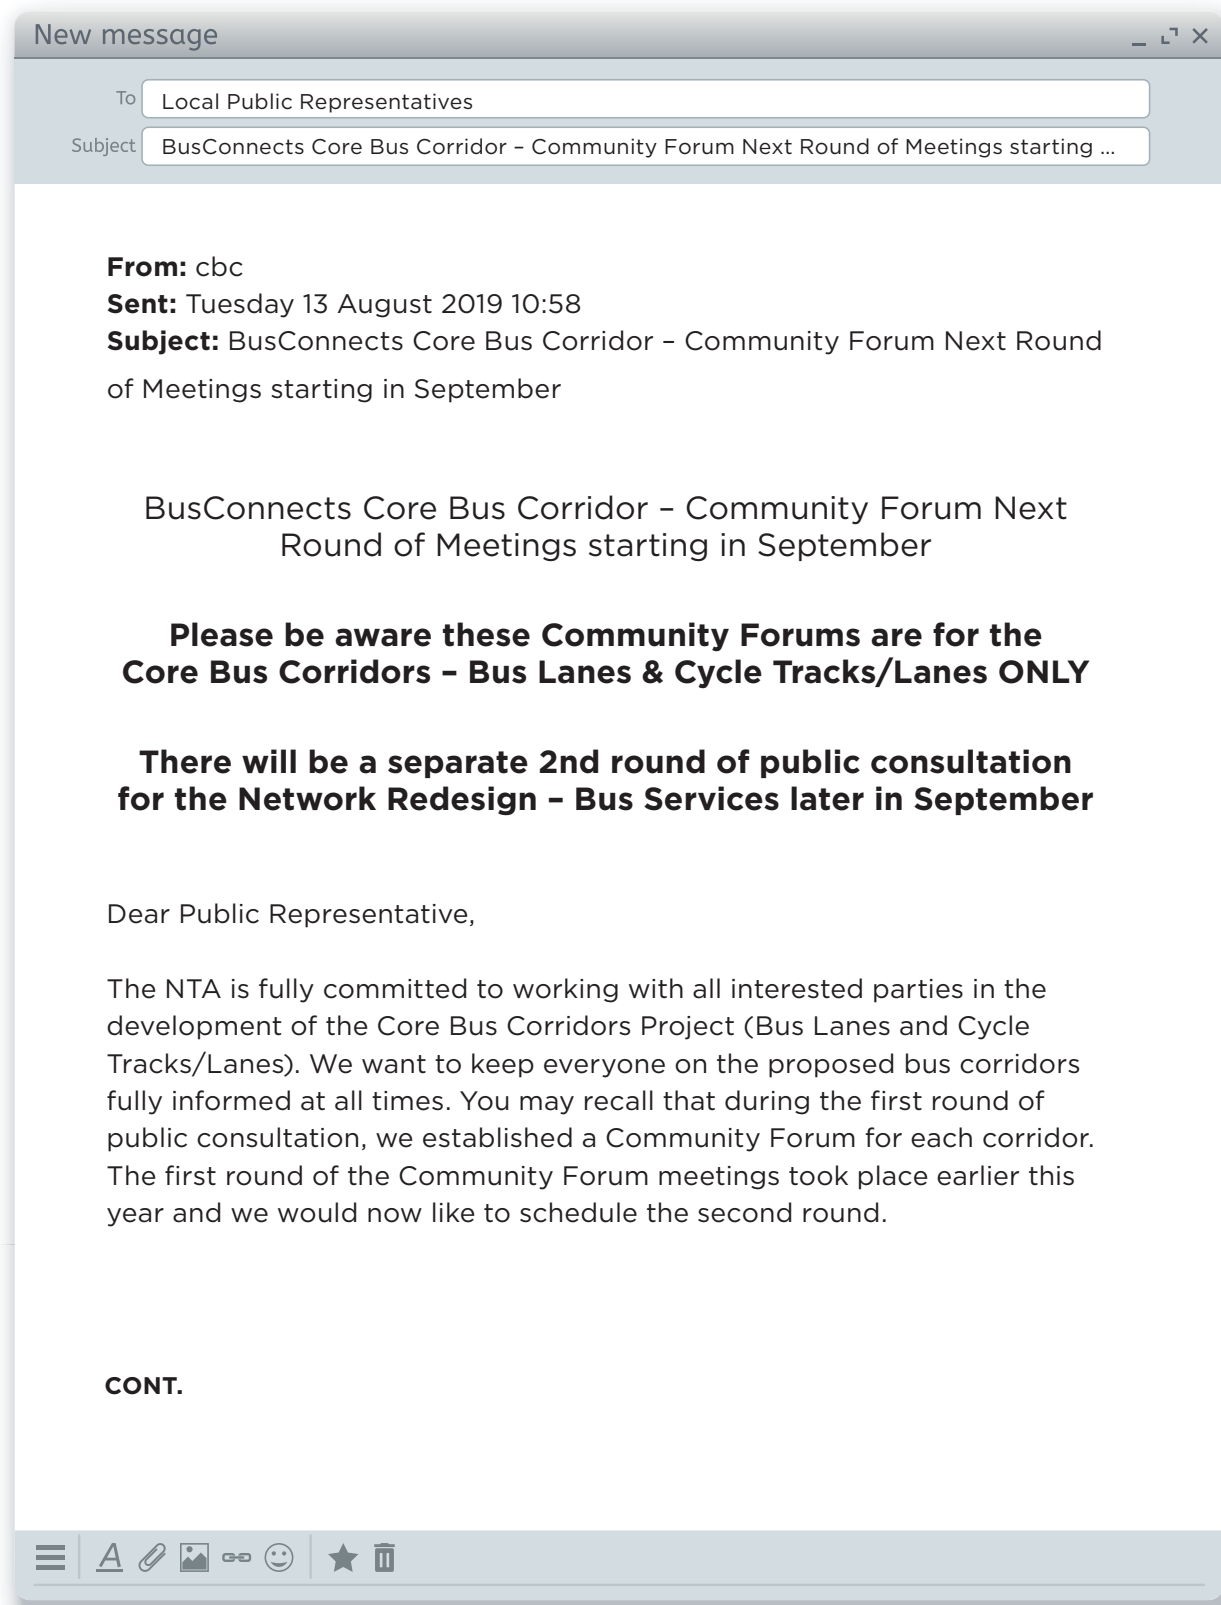 New message
To Local Public Representatives
Subject BusConnects Core Bus Corridor – Community Forum Next Round of Meetings starting ...
From: cbc
Sent: Tuesday 13 August 2019 10:58
Subject: BusConnects Core Bus Corridor – Community Forum Next Round
of Meetings starting in September
BusConnects Core Bus Corridor – Community Forum Next
Round of Meetings starting in September
Please be aware these Community Forums are for the
Core Bus Corridors – Bus Lanes & Cycle Tracks/Lanes ONLY
There will be a separate 2nd round of public consultation
for the Network Redesign – Bus Services later in September
Dear Public Representative,
The NTA is fully committed to working with all interested parties in the
development of the Core Bus Corridors Project (Bus Lanes and Cycle
Tracks/Lanes). We want to keep everyone on the proposed bus corridors
fully informed at all times. You may recall that during the first round of
public consultation, we established a Community Forum for each corridor.
The first round of the Community Forum meetings took place earlier this
year and we would now like to schedule the second round.
CONT.
A